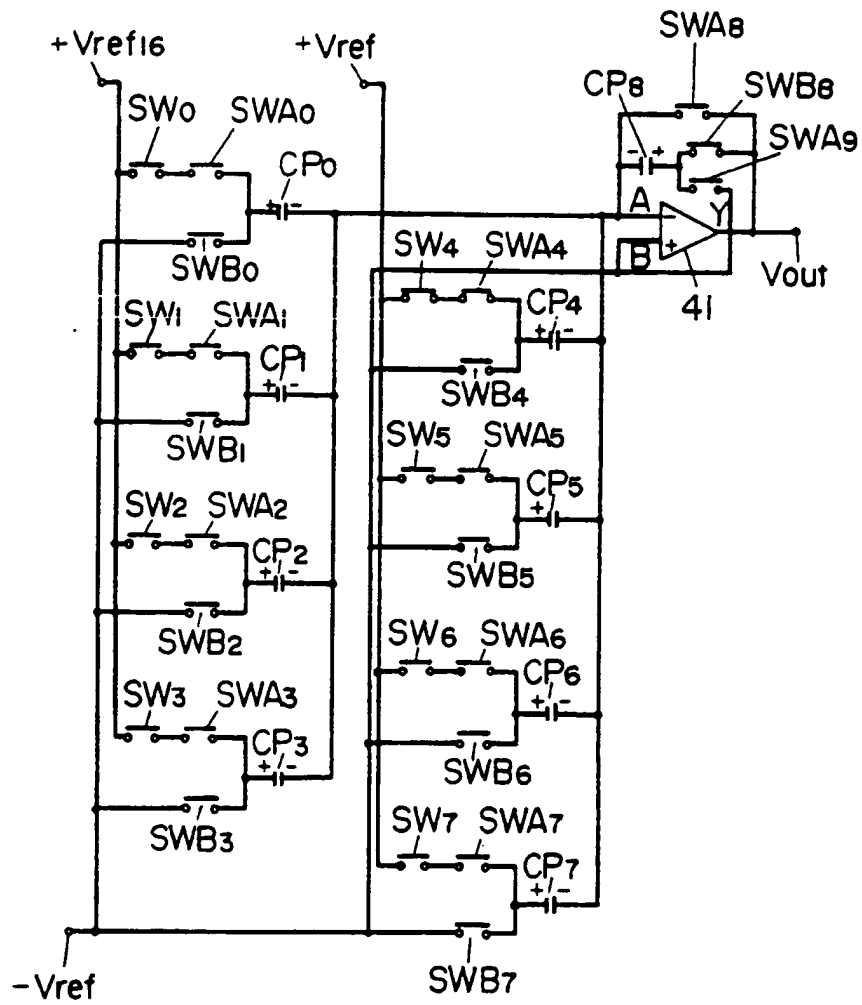 SWA8
+Vref16
+Vref
CP8
SWB8
SW0
SWA0
SWA9
CP0
- +
+ -
A
-
Y
SWB0
B
+
SW4
SWA4
41
Vout
CP4
+ -
SW1
SWA1
CP1
+ -
SWB4
SWB1
SW5
SWA5
CP5
+ -
SW2
SWA2
CP2
+ -
SWB5
SWB2
SW6
SWA6
CP6
+ -
SW3
SWA3
CP3
+ -
SWB6
SWB3
SW7
SWA7
CP7
+ -
-Vref
SWB7